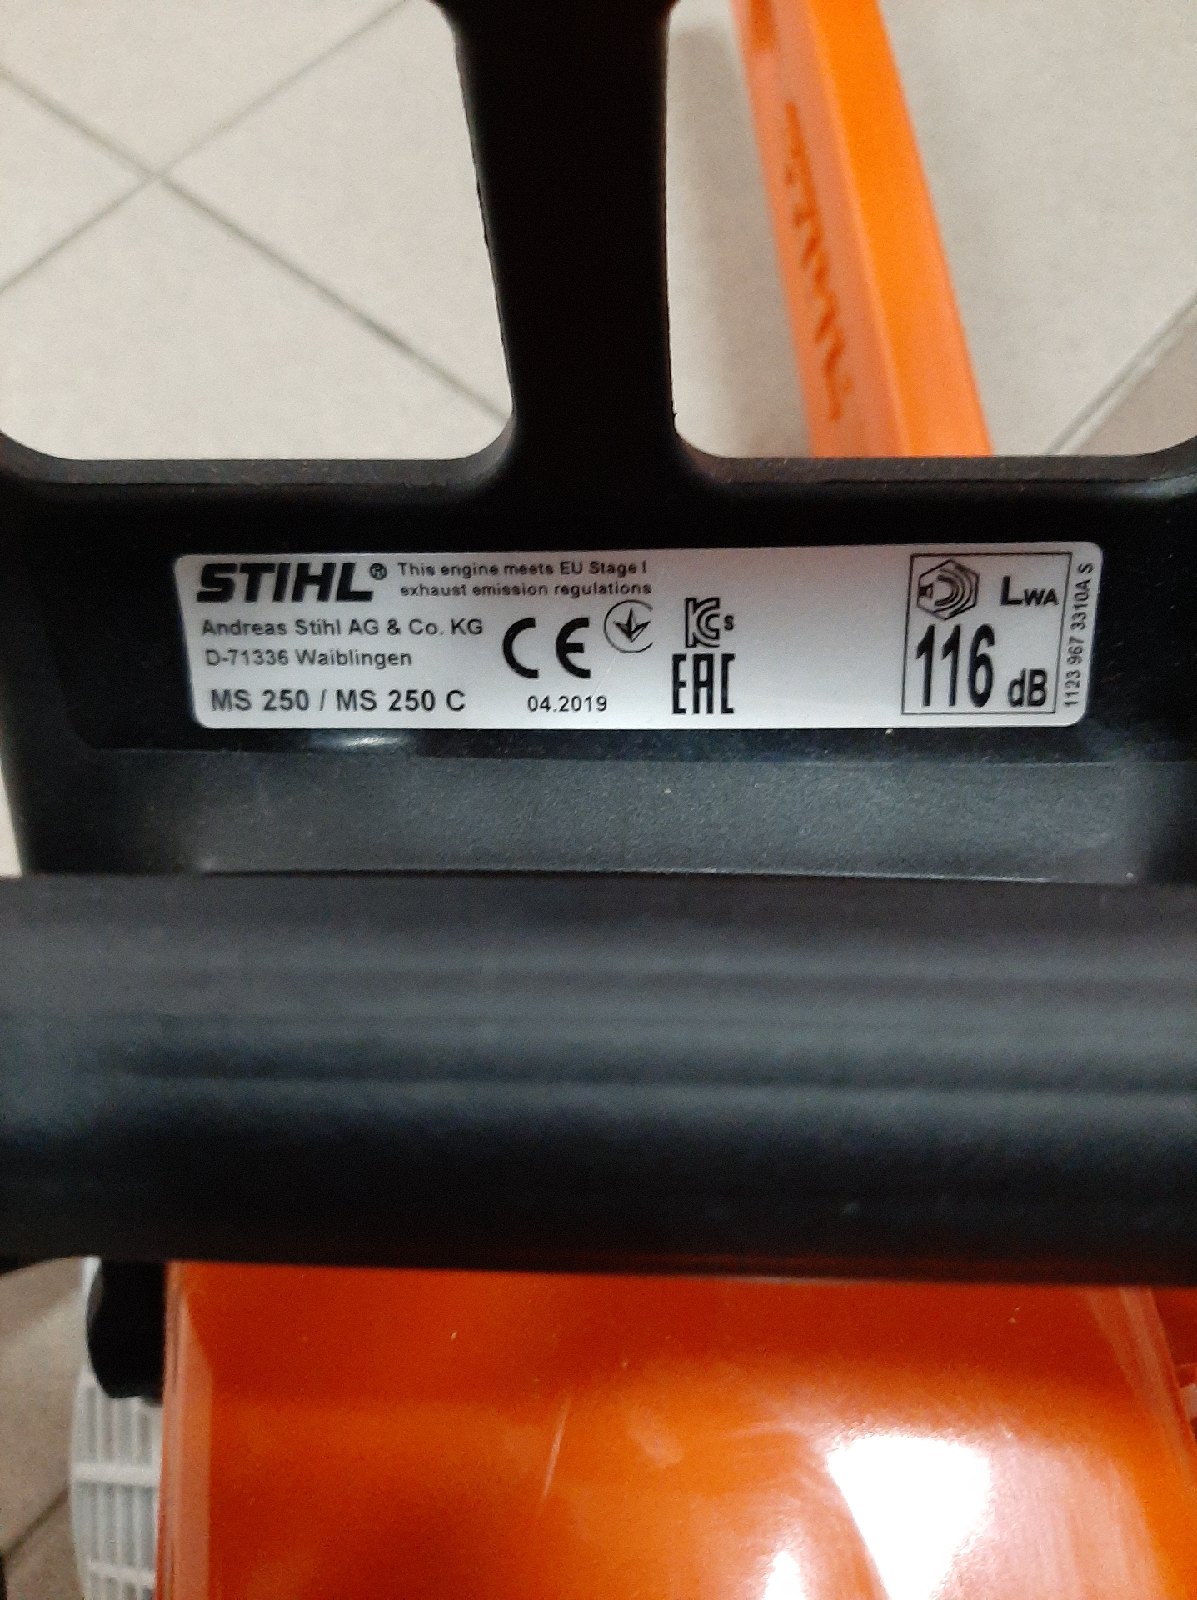 STIHL® This engine meets EU Stage I
exhaust emission regulations
Andreas Stihl AG & Co. KG
D-71336 Waiblingen
MS 250 / MS 250 C
CE
04.2019
KC s
EAC
LWA
116 dB
1123 967 3310A S